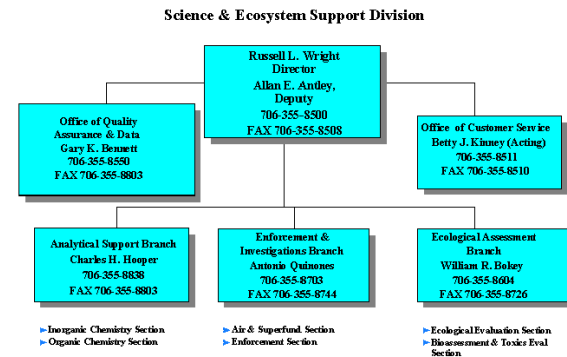 Science & Ecosystem Support Division
Russell L. Wright
Director
Allan E. Antley,
Deputy
706-355-8500
FAX 706-355-8508
Office of Quality
Assurance & Data
Gary K. Bennett
706-355-8550
FAX 706-355-8803
Office of Customer Service
Betty J. Kinney (Acting)
706-355-8511
FAX 706-355-8510
Analytical Support Branch
Charles H. Hooper
706-355-8838
FAX 706-355-8803
Enforcement &
Investigations Branch
Antonio Quinones
706-355-8703
FAX 706-355-8744
Ecological Assessment
Branch
William R. Bokey
706-355-8604
FAX 706-355-8726
Inorganic Chemistry Section
Organic Chemistry Section
Air & Superfund. Section
Enforcement Section
Ecological Evaluation Section
Bioassessment & Toxics Eval
Section